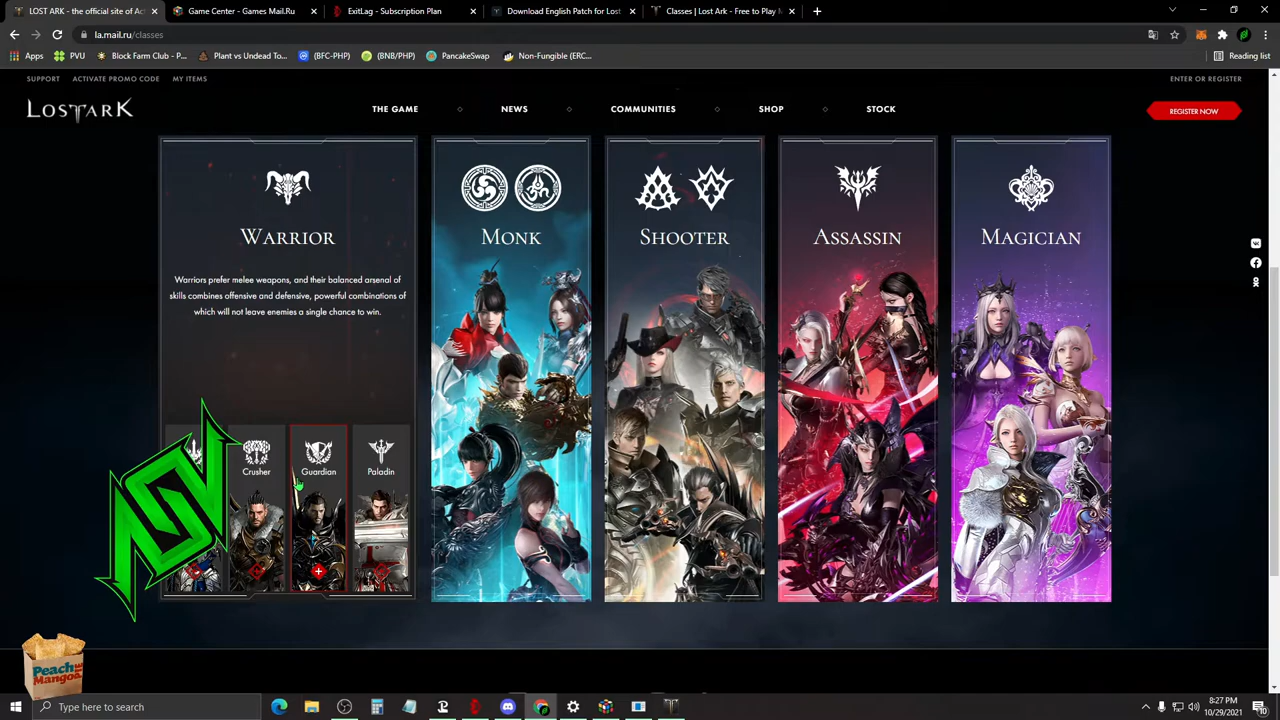 LOST ARK - the official site of Act
Game Center - Games Mail.Ru
ExitLag - Subscription Plan
Download English Patch for Lost
Classes | Lost Ark - Free to Play M
la.mail.ru/classes
Apps
PVU
Block Farm Club - P...
Plant vs Undead To...
(BFC-PHP)
(BNB/PHP)
PancakeSwap
Non-Fungible (ERC...
Reading list
SUPPORT
ACTIVATE PROMO CODE
MY ITEMS
ENTER OR REGISTER
LOSTARK
THE GAME
NEWS
COMMUNITIES
SHOP
STOCK
REGISTER NOW
WARRIOR
MONK
SHOOTER
ASSASSIN
MAGICIAN
Warriors prefer melee weapons, and their balanced arsenal of
skills combines offensive and defensive, powerful combinations of
which will not leave enemies a single chance to win.
Crusher
Guardian
Paladin
Peach
Mango
Type here to search
8:27 PM
10/29/2021
10